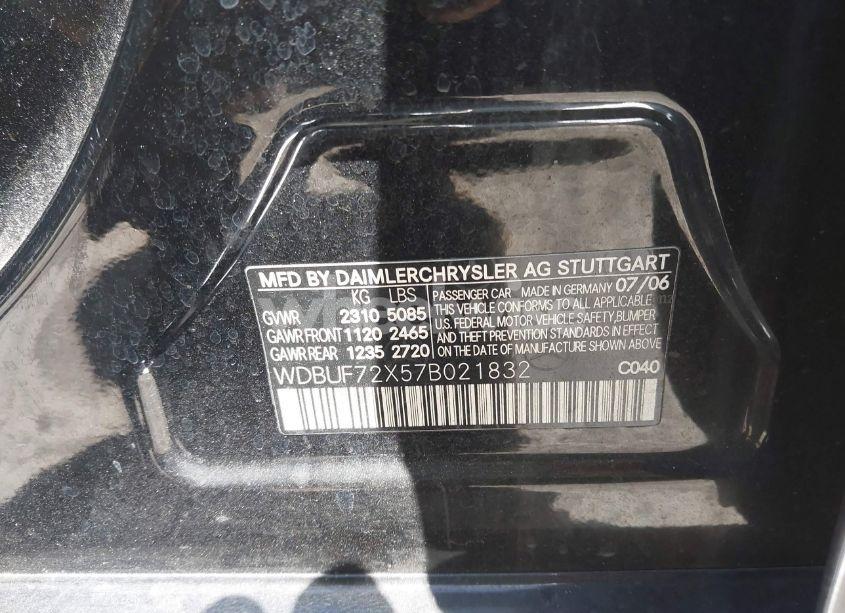 MFD BY DAIMLERCHRYSLER AG STUTTGART
KG LBS
GVWR 2310 5085
GAWR FRONT 1120 2465
GAWR REAR 1235 2720
PASSENGER CAR MADE IN GERMANY 07/06
THIS VEHICLE CONFORMS TO ALL APPLICABLE
U.S. FEDERAL MOTOR VEHICLE SAFETY,BUMPER
AND THEFT PREVENTION STANDARDS IN EFFECT
ON THE DATE OF MANUFACTURE SHOWN ABOVE
WDBUF72X57B021832
C040